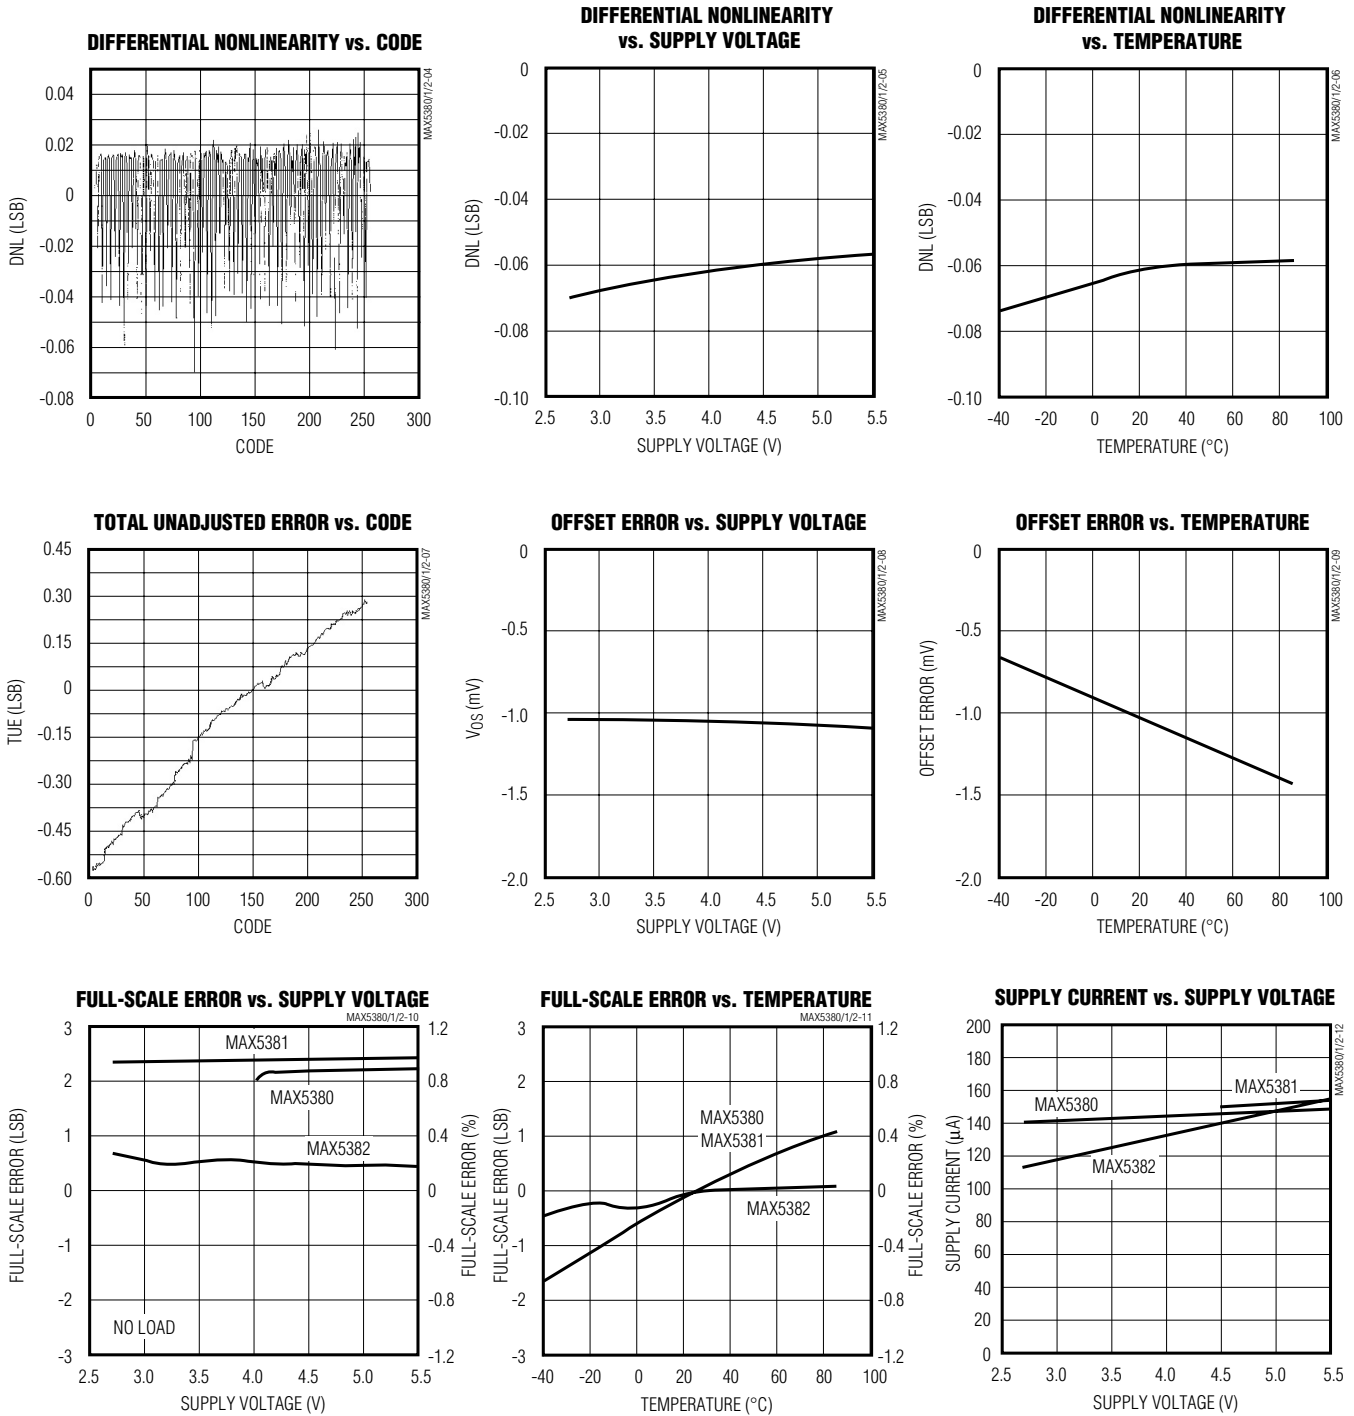 DIFFERENTIAL NONLINEARITY vs. CODE
MAX5380/1/2-04
0.04
0.02
0
-0.02
-0.04
-0.06
-0.08
DNL (LSB)
0 50 100 150 200 250 300
CODE
DIFFERENTIAL NONLINEARITY
vs. SUPPLY VOLTAGE
MAX5380/1/2-05
0
-0.02
-0.04
-0.06
-0.08
-0.10
DNL (LSB)
2.5 3.0 3.5 4.0 4.5 5.0 5.5
SUPPLY VOLTAGE (V)
DIFFERENTIAL NONLINEARITY
vs. TEMPERATURE
MAX5380/1/2-06
0
-0.02
-0.04
-0.06
-0.08
-0.10
DNL (LSB)
-40 -20 0 20 40 60 80 100
TEMPERATURE (°C)
TOTAL UNADJUSTED ERROR vs. CODE
MAX5380/1/2-07
0.45
0.30
0.15
0
-0.15
-0.30
-0.45
-0.60
TUE (LSB)
0 50 100 150 200 250 300
CODE
OFFSET ERROR vs. SUPPLY VOLTAGE
MAX5380/1/2-08
0
-0.5
-1.0
-1.5
-2.0
VOS (mV)
2.5 3.0 3.5 4.0 4.5 5.0 5.5
SUPPLY VOLTAGE (V)
OFFSET ERROR vs. TEMPERATURE
MAX5380/1/2-09
0
-0.5
-1.0
-1.5
-2.0
OFFSET ERROR (mV)
-40 -20 0 20 40 60 80 100
TEMPERATURE (°C)
FULL-SCALE ERROR vs. SUPPLY VOLTAGE
MAX5380/1/2-10
3
2
1
0
-1
-2
-3
FULL-SCALE ERROR (LSB)
MAX5381
MAX5380
MAX5382
NO LOAD
1.2
0.8
0.4
0
-0.4
-0.8
-1.2
FULL-SCALE ERROR (%)
2.5 3.0 3.5 4.0 4.5 5.0 5.5
SUPPLY VOLTAGE (V)
FULL-SCALE ERROR vs. TEMPERATURE
MAX5380/1/2-11
3
2
1
0
-1
-2
-3
FULL-SCALE ERROR (LSB)
MAX5380
MAX5381
MAX5382
1.2
0.8
0.4
0
-0.4
-0.8
-1.2
FULL-SCALE ERROR (%)
-40 -20 0 20 40 60 80 100
TEMPERATURE (°C)
SUPPLY CURRENT vs. SUPPLY VOLTAGE
MAX5380/1/2-12
200
180
160
140
120
100
80
60
40
20
0
SUPPLY CURRENT (µA)
MAX5381
MAX5380
MAX5382
2.5 3.0 3.5 4.0 4.5 5.0 5.5
SUPPLY VOLTAGE (V)